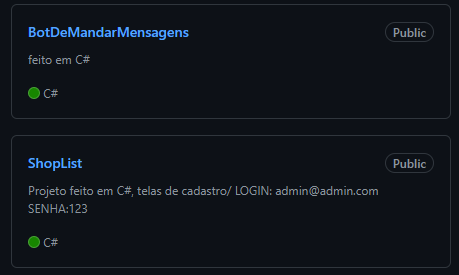 BotDeMandarMensagens Public
feito em C#
C#
ShopList Public
Projeto feito em C#, telas de cadastro/ LOGIN: admin@admin.com
SENHA:123
C#